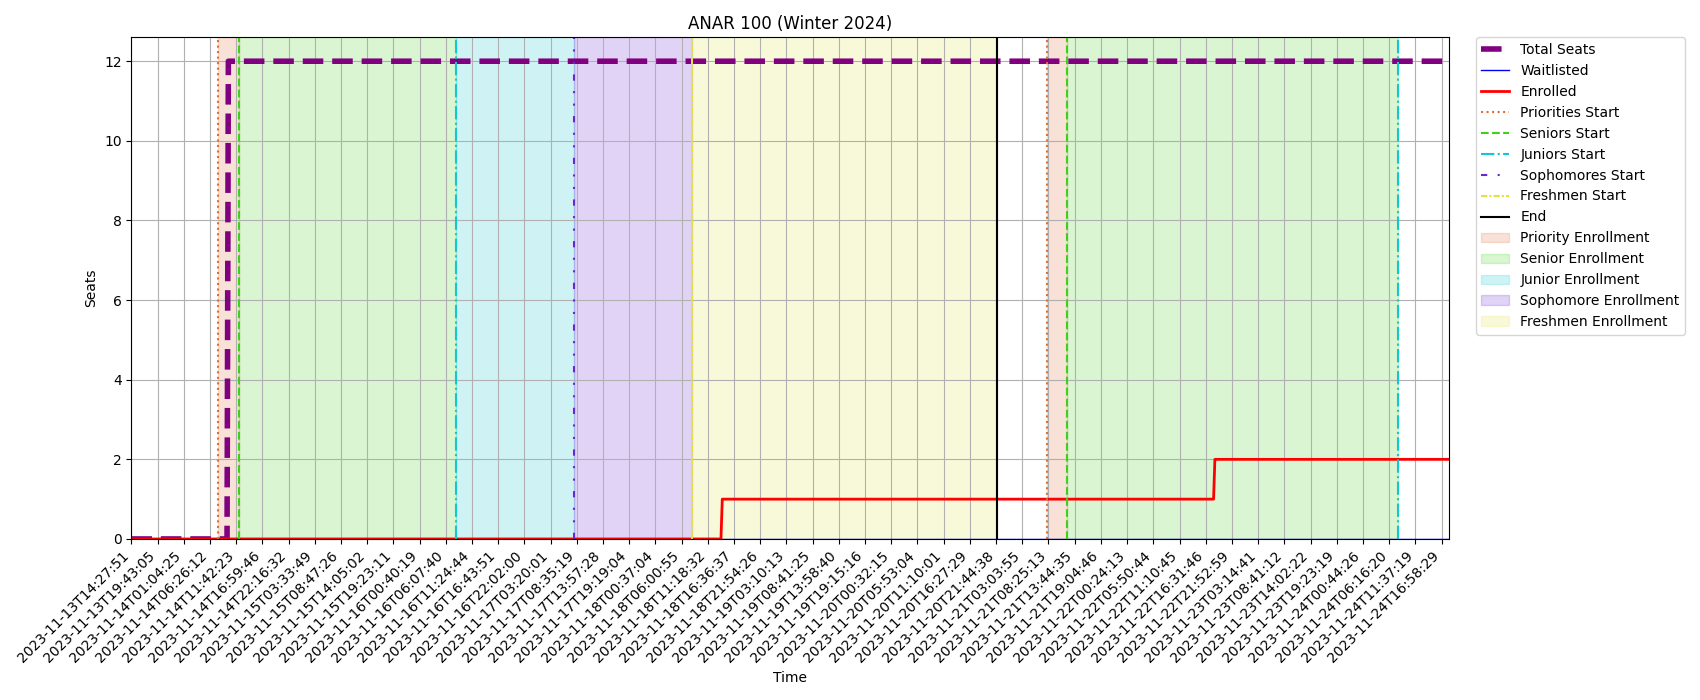 ANAR 100 (Winter 2024)
Seats
12
10
8
6
4
2
0
2023-11-13T14:27:51
2023-11-13T19:43:05
2023-11-14T01:04:25
2023-11-14T06:26:12
2023-11-14T11:42:23
2023-11-14T16:59:46
2023-11-14T22:16:32
2023-11-15T03:33:49
2023-11-15T08:47:26
2023-11-15T14:05:02
2023-11-15T19:23:11
2023-11-16T00:40:19
2023-11-16T06:07:40
2023-11-16T11:24:44
2023-11-16T16:43:51
2023-11-16T22:02:00
2023-11-17T03:20:01
2023-11-17T08:35:19
2023-11-17T13:57:28
2023-11-17T19:19:04
2023-11-18T00:37:04
2023-11-18T06:00:55
2023-11-18T11:18:32
2023-11-18T16:36:37
2023-11-18T21:54:26
2023-11-19T03:10:13
2023-11-19T08:41:25
2023-11-19T13:58:40
2023-11-19T19:15:16
2023-11-20T00:32:15
2023-11-20T05:53:04
2023-11-20T11:10:01
2023-11-20T16:27:29
2023-11-20T21:44:38
2023-11-21T03:03:55
2023-11-21T08:25:13
2023-11-21T13:44:35
2023-11-21T19:04:46
2023-11-22T00:24:13
2023-11-22T05:50:44
2023-11-22T11:10:45
2023-11-22T16:31:46
2023-11-22T21:52:59
2023-11-23T03:14:41
2023-11-23T08:41:12
2023-11-23T14:02:22
2023-11-23T19:23:19
2023-11-24T00:44:26
2023-11-24T06:16:20
2023-11-24T11:37:19
2023-11-24T16:58:29
Time
Total Seats
Waitlisted
Enrolled
Priorities Start
Seniors Start
Juniors Start
Sophomores Start
Freshmen Start
End
Priority Enrollment
Senior Enrollment
Junior Enrollment
Sophomore Enrollment
Freshmen Enrollment